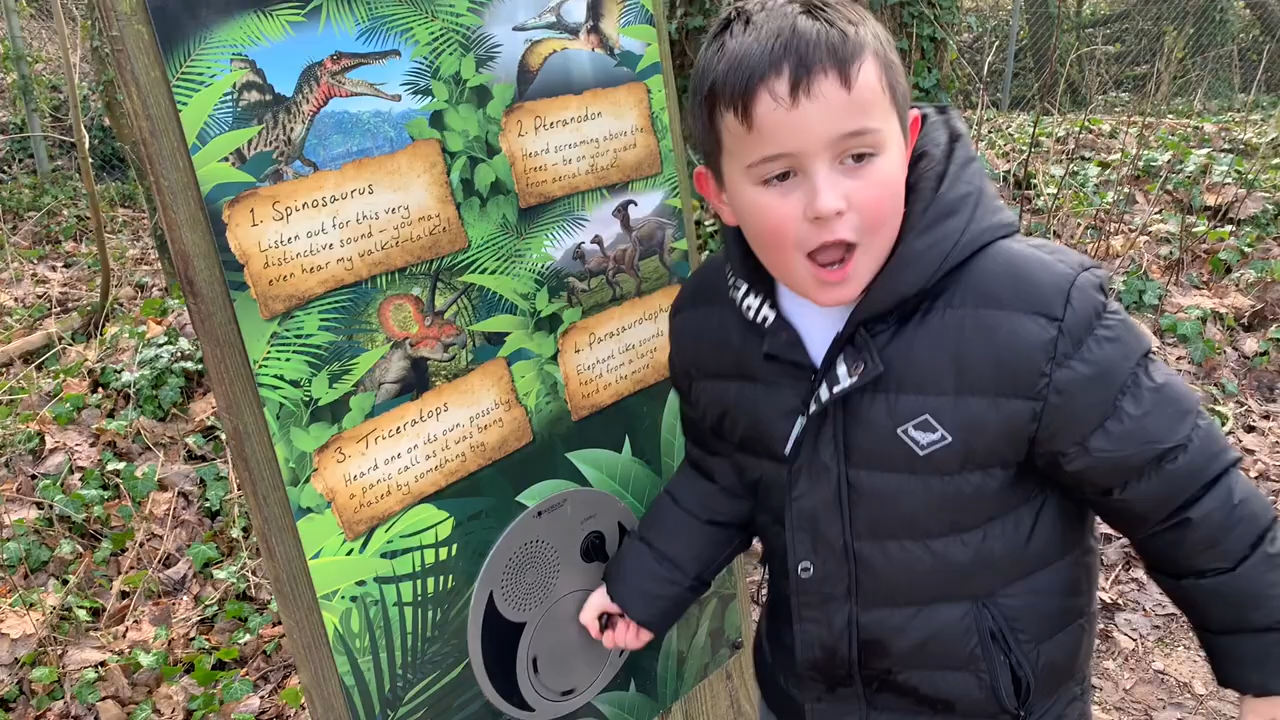 1. Spinosaurus
Listen out for this very
distinctive sound – you may
even hear my walkie-talkie!
2. Pteranodon
Heard screaming above the
trees – be on your guard
from aerial attack.
3. Triceratops
Heard one on its own, possibly
a panic call as it was being
chased by something big.
4. Parasaurolophu
Elephant like sounds
heard from a large
herd on the move.